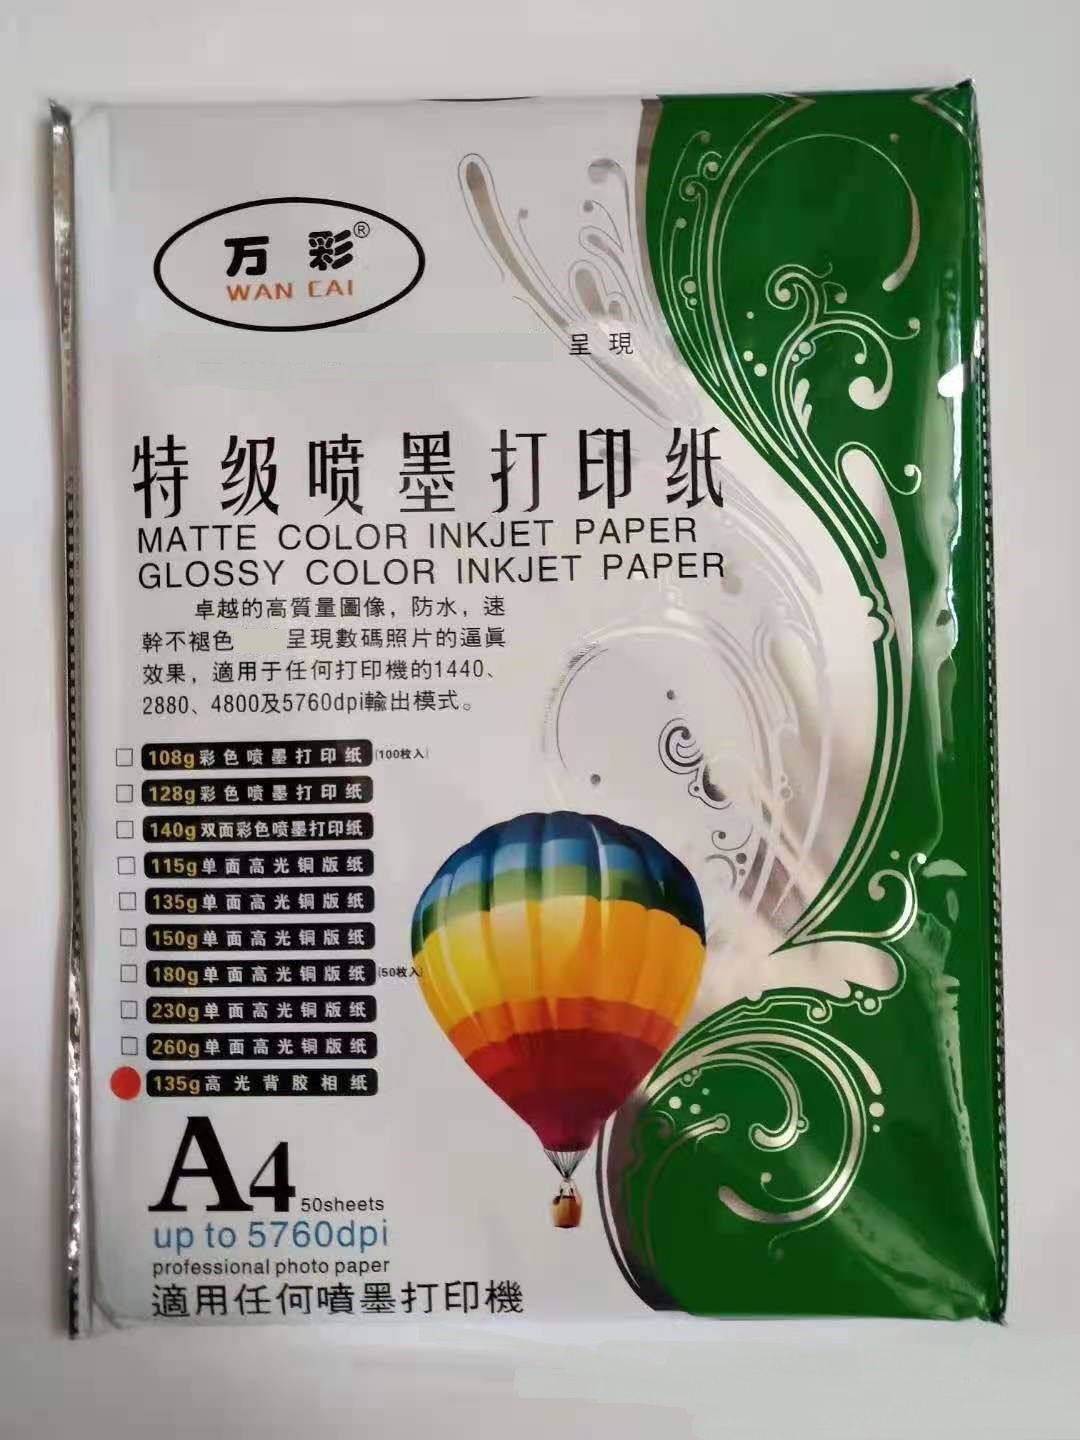 万彩®
WAN CAI
呈現
特级喷墨打印纸
MATTE COLOR INKJET PAPER
GLOSSY COLOR INKJET PAPER
卓越的高質量圖像，防水，速
幹不褪色 呈現數碼照片的逼眞
效果，適用于任何打印機的1440、
2880、4800及5760dpi輸出模式。
108g彩色喷墨打印纸(100枚入)
128g彩色喷墨打印纸
140g双面彩色喷墨打印纸
115g单面高光铜版纸
135g单面高光铜版纸
150g单面高光铜版纸
180g单面高光铜版纸(50枚入)
230g单面高光铜版纸
260g单面高光铜版纸
135g高光背胶相纸
A4 50sheets
up to 5760dpi
professional photo paper
適用任何噴墨打印機